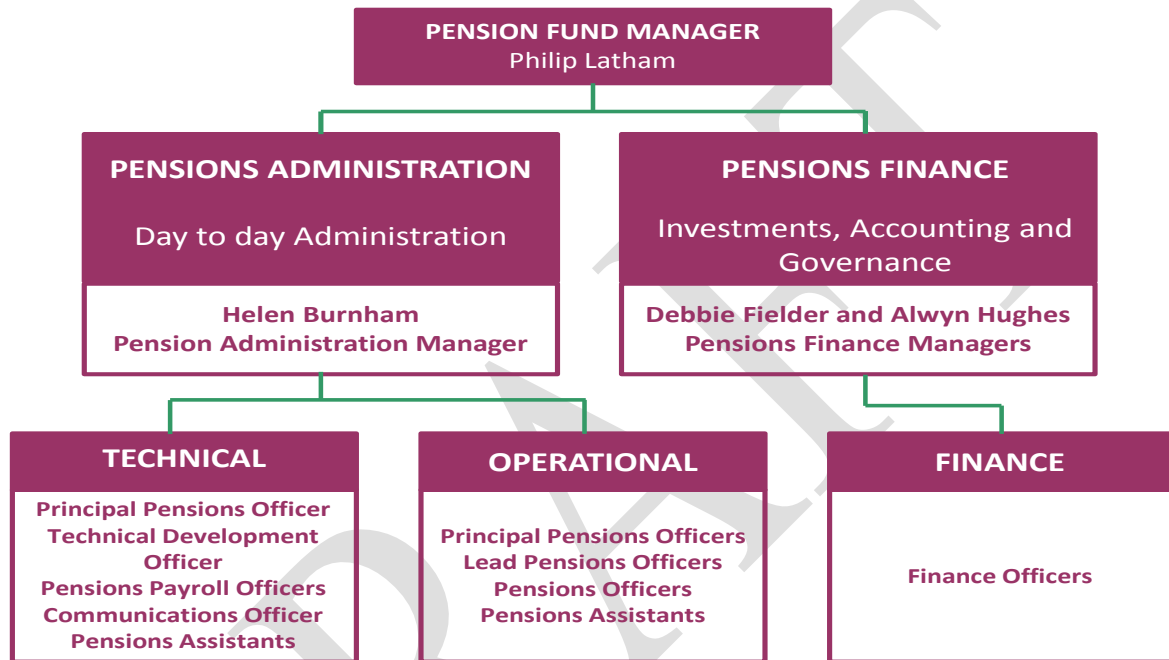 PENSION FUND MANAGER
Philip Latham
PENSIONS ADMINISTRATION
Day to day Administration
Helen Burnham
Pension Administration Manager
PENSIONS FINANCE
Investments, Accounting and
Governance
Debbie Fielder and Alwyn Hughes
Pensions Finance Managers
TECHNICAL
Principal Pensions Officer
Technical Development
Officer
Pensions Payroll Officers
Communications Officer
Pensions Assistants
OPERATIONAL
Principal Pensions Officers
Lead Pensions Officers
Pensions Officers
Pensions Assistants
FINANCE
Finance Officers
DRAFT